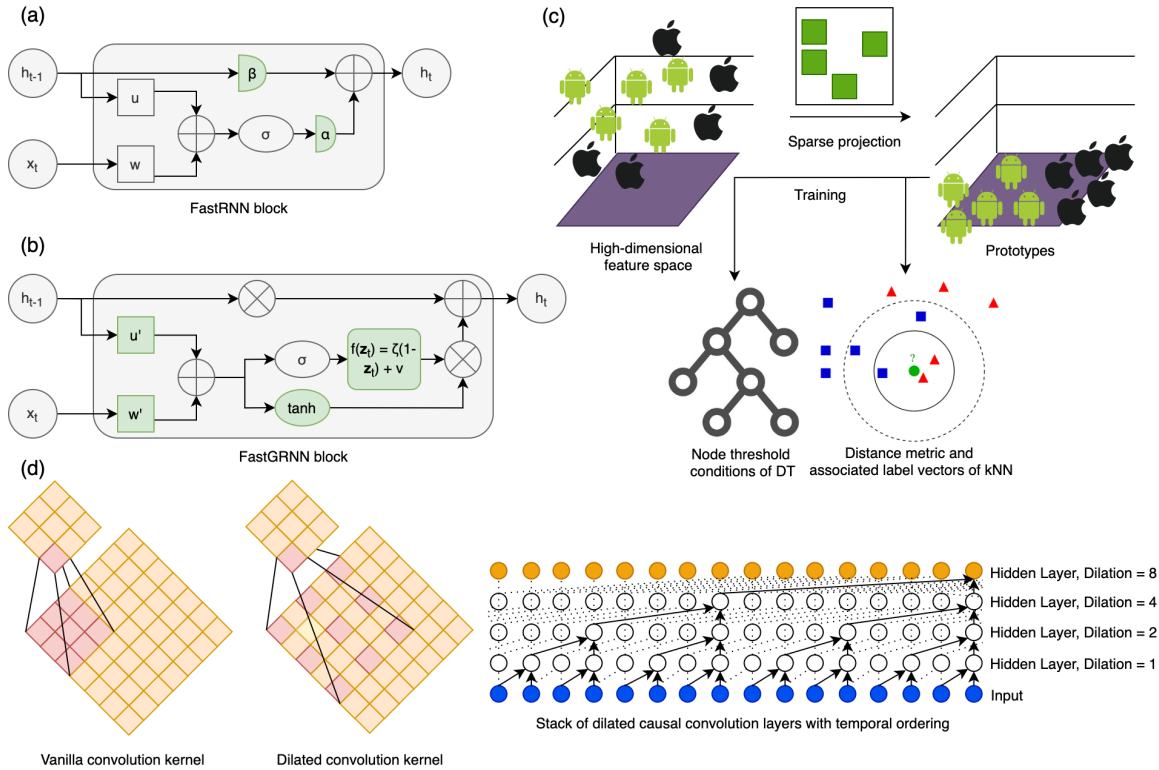 (a)
h_{t-1}
β
h_t
u
σ
α
x_t
w
FastRNN block
(b)
h_{t-1}
h_t
u'
σ
f(z_t) = ζ(1-
z_t) + ν
x_t
w'
tanh
FastGRNN block
(c)
Sparse projection
Training
High-dimensional
feature space
Prototypes
?
Node threshold
conditions of DT
Distance metric and
associated label vectors of kNN
(d)
Vanilla convolution kernel
Dilated convolution kernel
Hidden Layer, Dilation = 8
Hidden Layer, Dilation = 4
Hidden Layer, Dilation = 2
Hidden Layer, Dilation = 1
Input
Stack of dilated causal convolution layers with temporal ordering